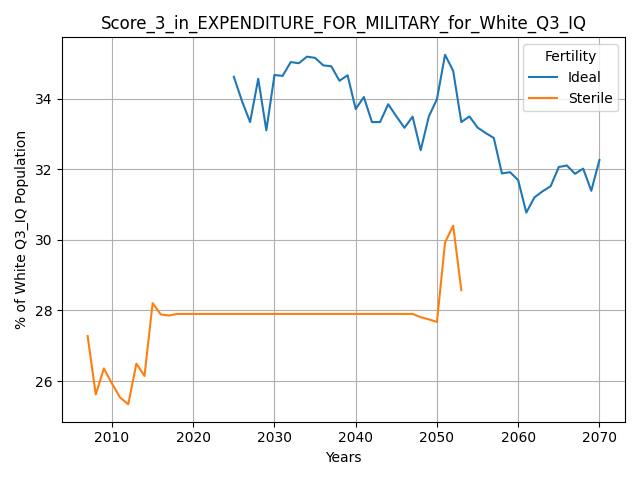 Score_3_in_EXPENDITURE_FOR_MILITARY_for_White_Q3_IQ
Fertility
Ideal
Sterile
% of White Q3_IQ Population
34
32
30
28
26
2010
2020
2030
2040
2050
2060
2070
Years